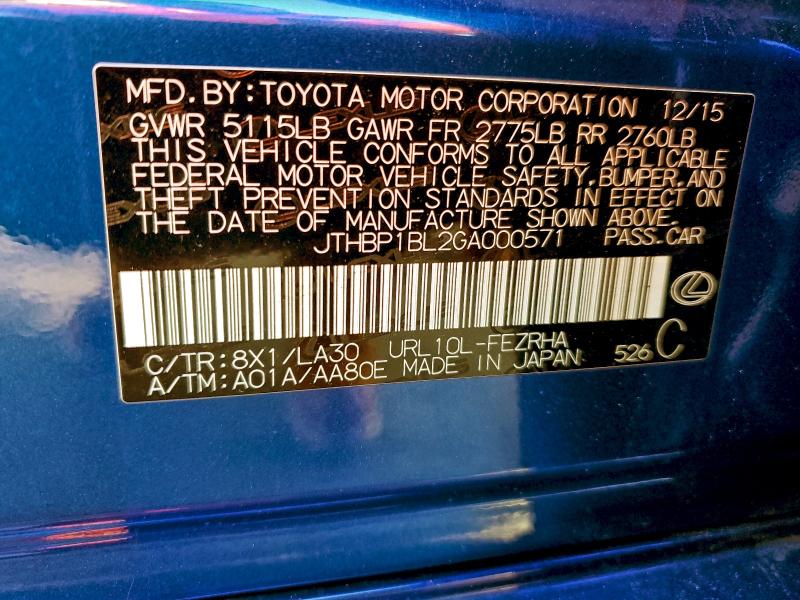 MFD. BY: TOYOTA MOTOR CORPORATION 12/15
GVWR 5115LB GAWR FR 2775LB RR 2760LB
THIS VEHICLE CONFORMS TO ALL APPLICABLE
FEDERAL MOTOR VEHICLE SAFETY, BUMPER, AND
THEFT PREVENTION STANDARDS IN EFFECT ON
THE DATE OF MANUFACTURE SHOWN ABOVE.
JTHBP1BL2GA000571 PASS. CAR
C/TR: 8X1/LA30 URL10L-FEZRHA
A/TM: A01A/AA80E MADE IN JAPAN 526 C